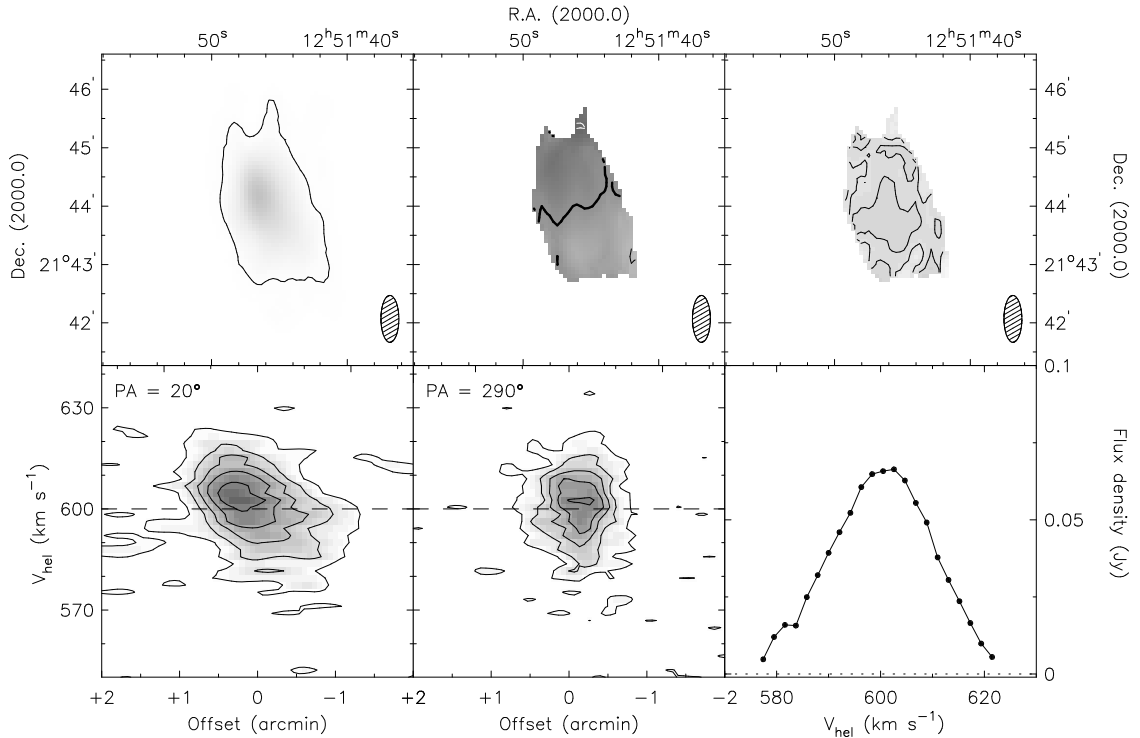 R.A. (2000.0)
50ˢ 12ʰ51ᵐ40ˢ 50ˢ 12ʰ51ᵐ40ˢ 50ˢ 12ʰ51ᵐ40ˢ
46' 46'
45' 45'
44' 44'
21°43' 21°43'
42' 42'
Dec. (2000.0)
Dec. (2000.0)
0.1
PA = 20° PA = 290°
630
600
570
V_hel (km s⁻¹)
0.05
0
Flux density (Jy)
+2 +1 0 −1 +2 +1 0 −1 −2 580 600 620
Offset (arcmin) Offset (arcmin) V_hel (km s⁻¹)